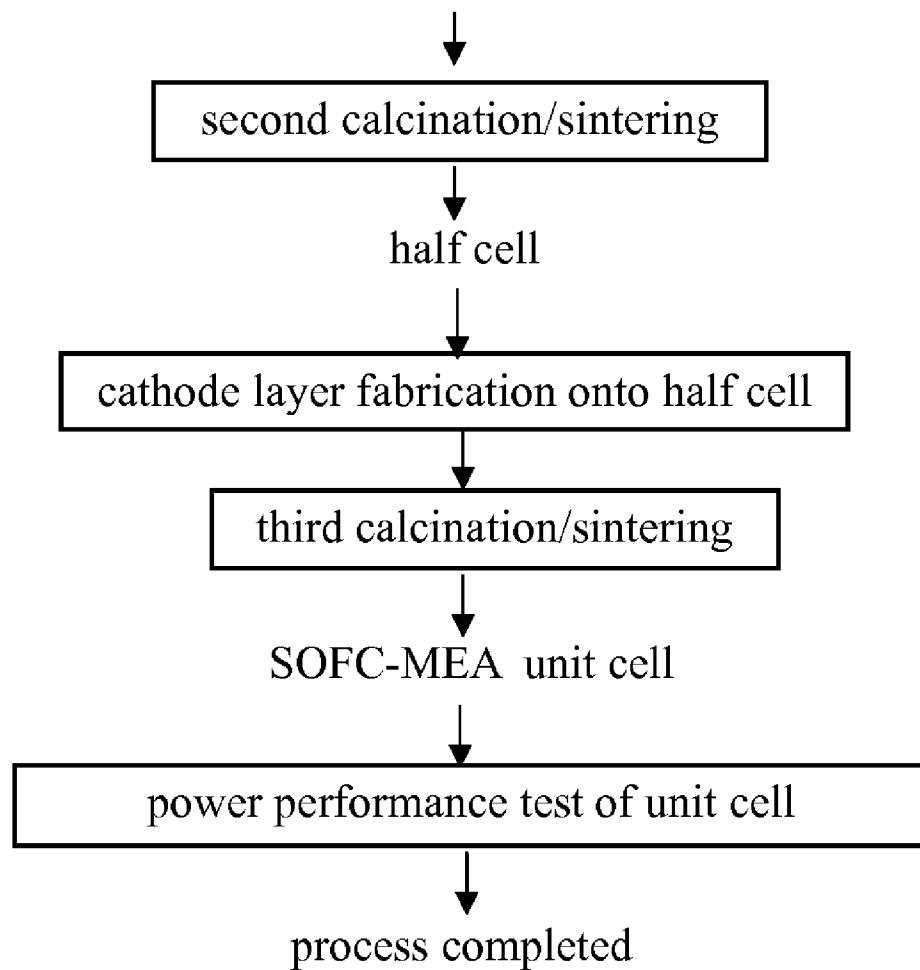 second calcination/sintering
half cell
cathode layer fabrication onto half cell
third calcination/sintering
SOFC-MEA unit cell
power performance test of unit cell
process completed